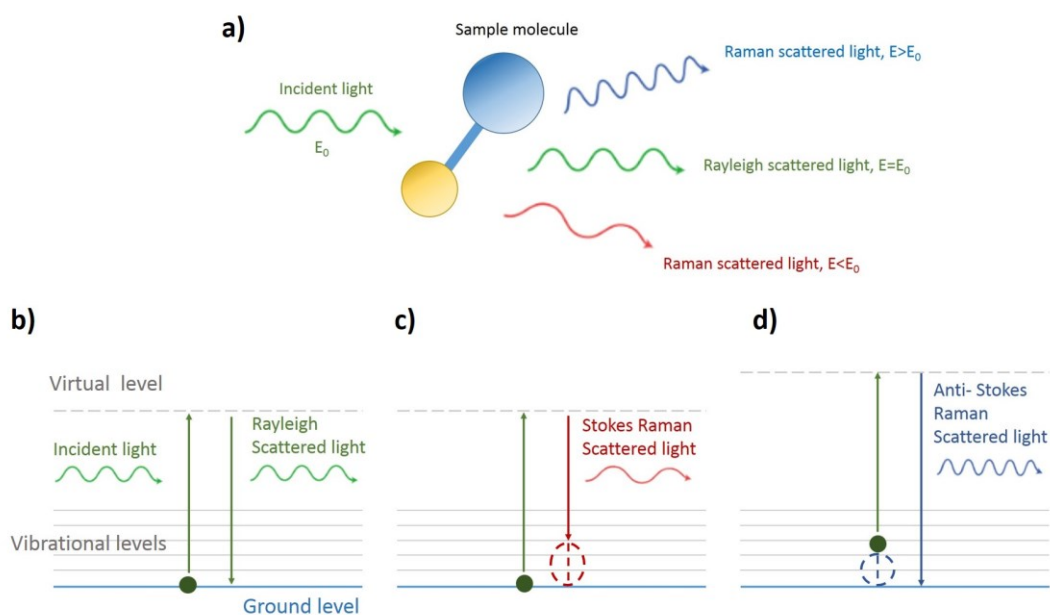 a)
Sample molecule
Raman scattered light, E>E₀
Incident light
E₀
Rayleigh scattered light, E=E₀
Raman scattered light, E<E₀
b)
Virtual level
Incident light
Rayleigh
Scattered light
Vibrational levels
Ground level
c)
Stokes Raman
Scattered light
d)
Anti- Stokes
Raman
Scattered light